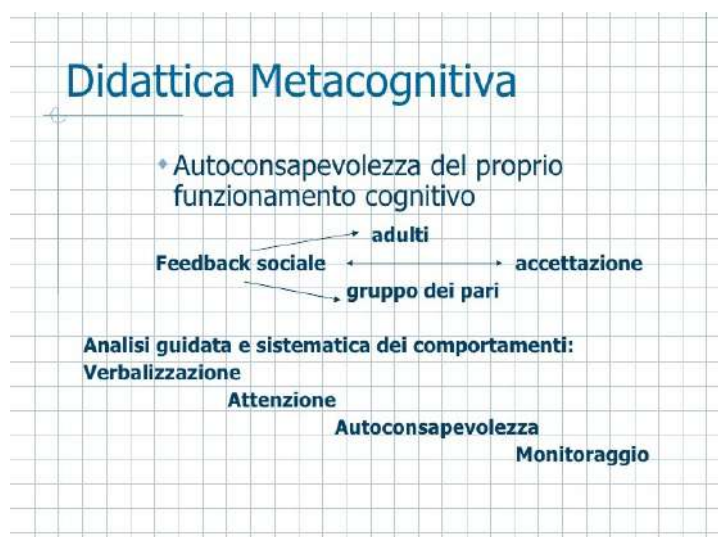 Didattica Metacognitiva
Autoconsapevolezza del proprio
funzionamento cognitivo
adulti
Feedback sociale accettazione
gruppo dei pari
Analisi guidata e sistematica dei comportamenti:
Verbalizzazione
Attenzione
Autoconsapevolezza
Monitoraggio